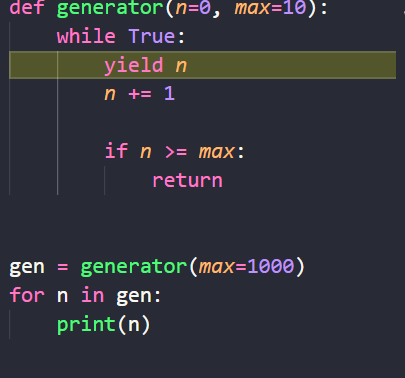 def generator(n=0, max=10):
    while True:
        yield n
        n += 1

        if n >= max:
            return

gen = generator(max=1000)
for n in gen:
    print(n)